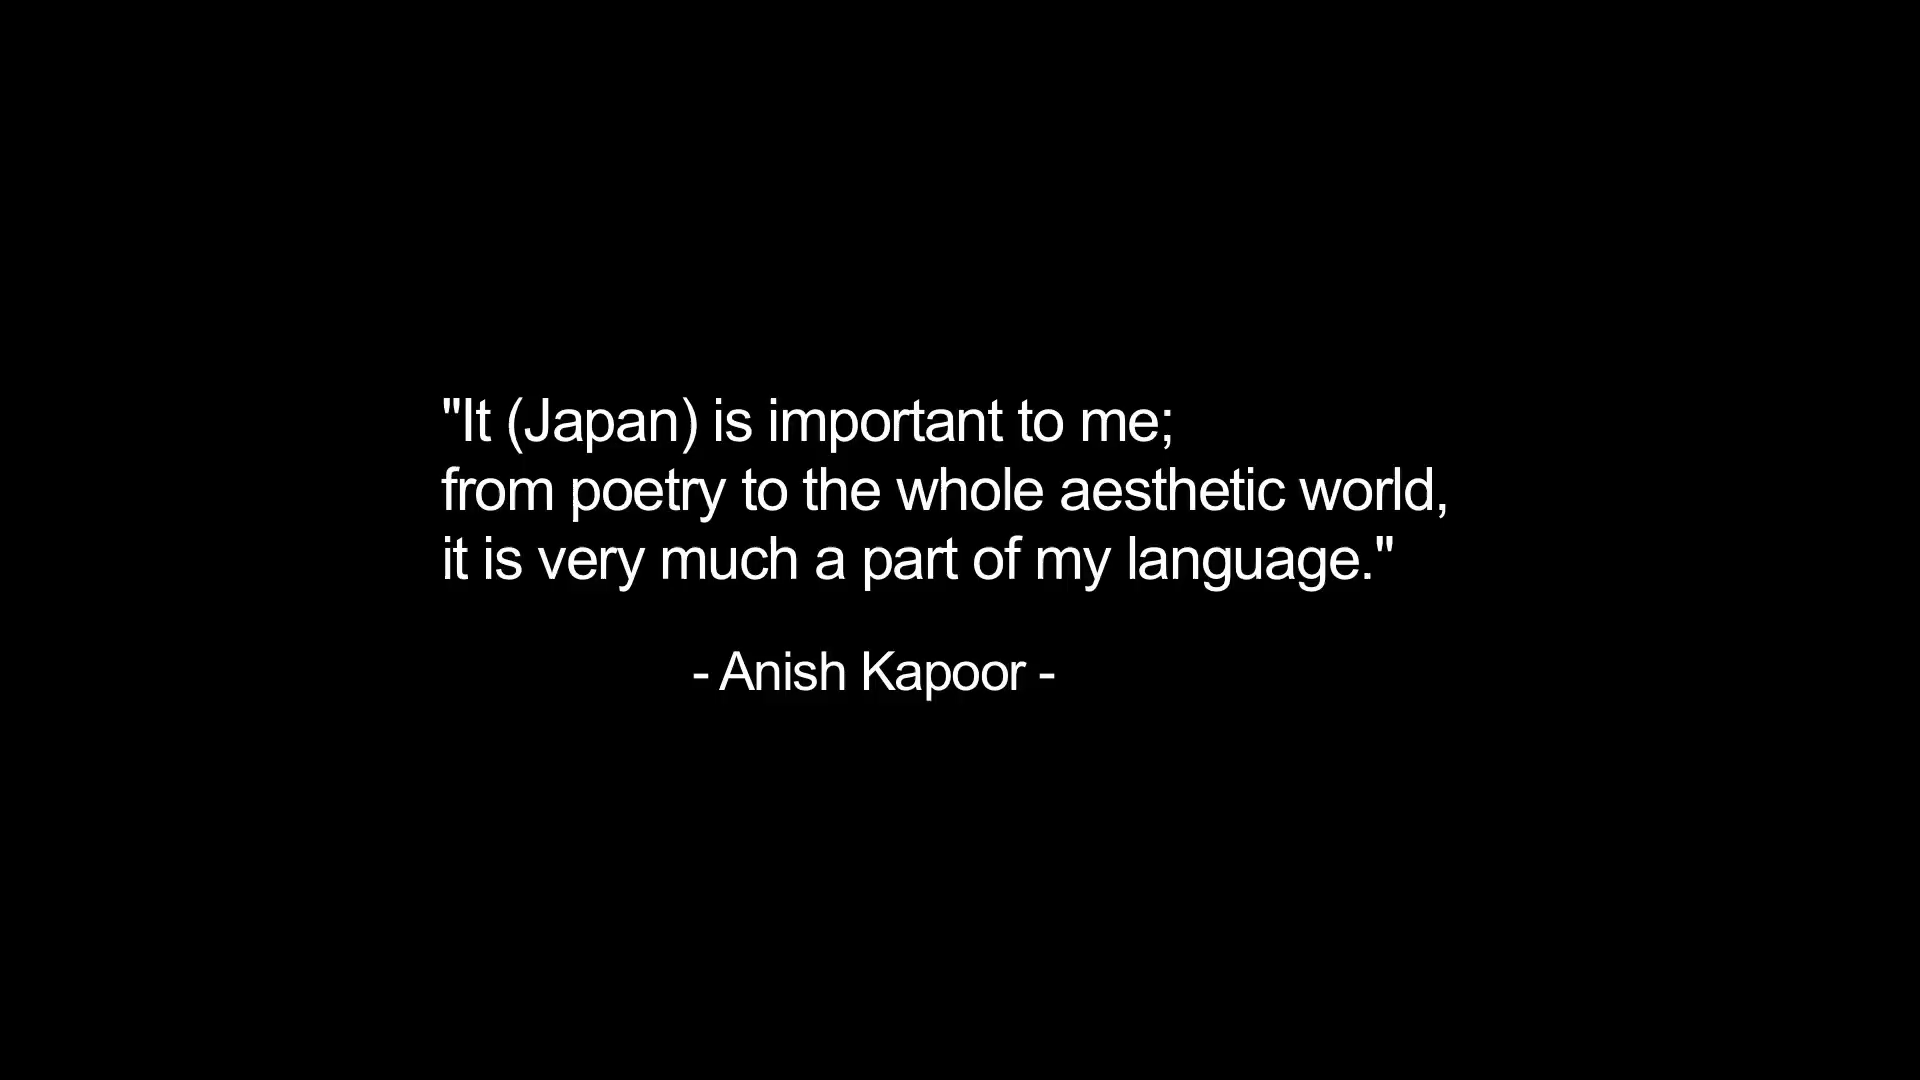 "It (Japan) is important to me;
from poetry to the whole aesthetic world,
it is very much a part of my language."
- Anish Kapoor -